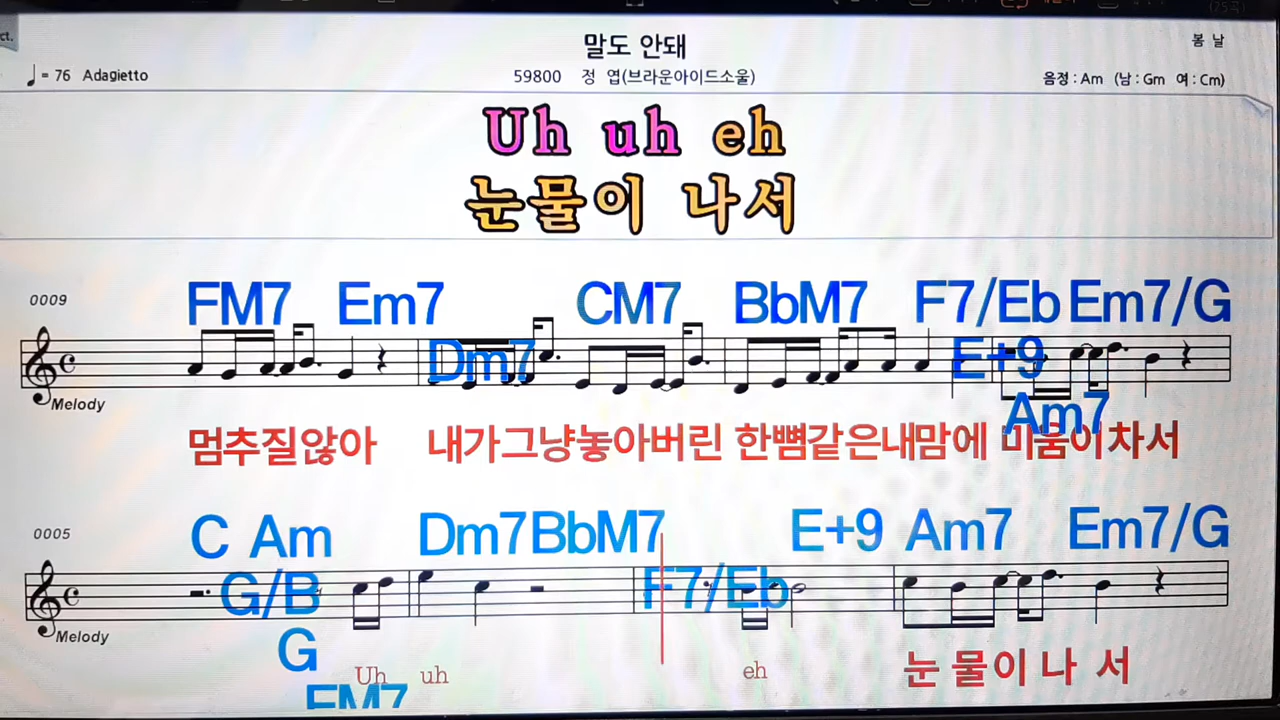 ct.
말도 안돼
봄 날
♩= 76 Adagietto
59800 정 엽(브라운아이드소울)
음정 : Am (남 : Gm 여 : Cm)
Uh uh eh
눈물이 나서
0009
FM7 Em7 CM7 BbM7 F7/Eb Em7/G
Dm7 E+9
Am7
Melody
멈추질않아 내가그냥놓아버린 한뼘같은내맘에 미움이차서
0005
C Am Dm7 BbM7 E+9 Am7 Em7/G
G/B F7/Eb
Melody
G
Uh uh eh
눈 물이 나 서
FM7